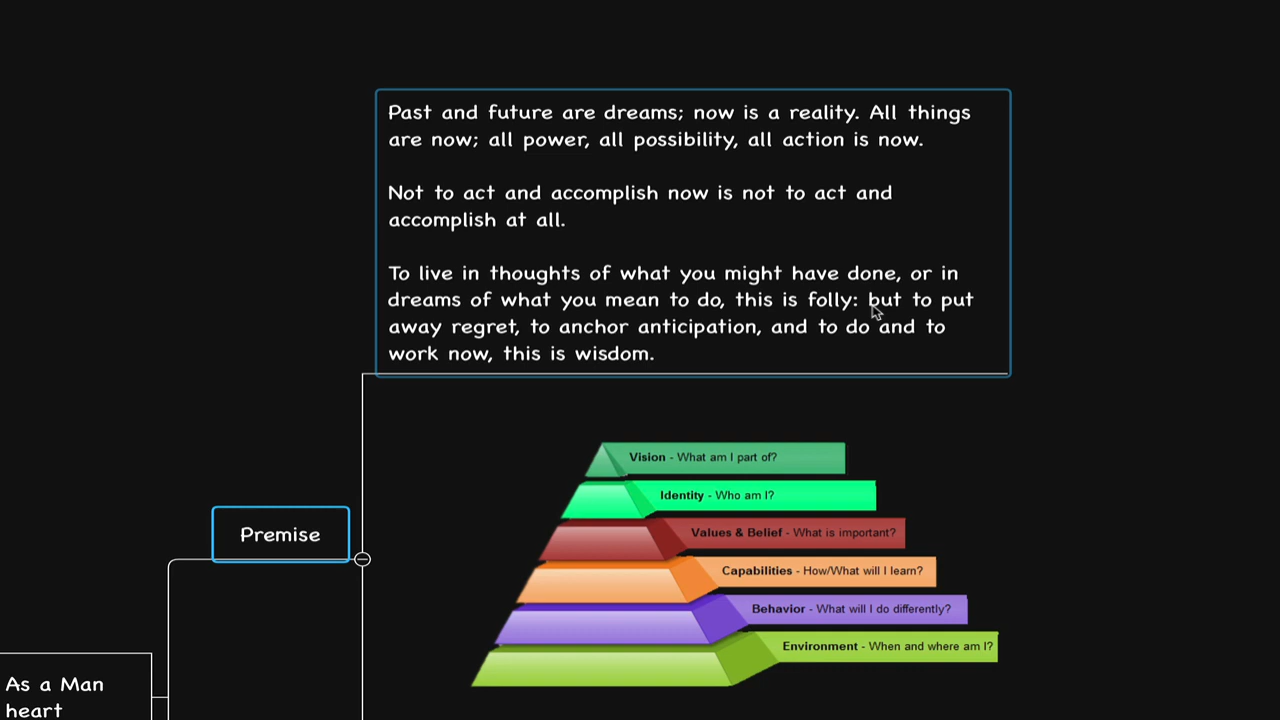 Past and future are dreams; now is a reality. All things
are now; all power, all possibility, all action is now.
Not to act and accomplish now is not to act and
accomplish at all.
To live in thoughts of what you might have done, or in
dreams of what you mean to do, this is folly: but to put
away regret, to anchor anticipation, and to do and to
work now, this is wisdom.
Vision - What am I part of?
Identity - Who am I?
Values & Belief - What is important?
Capabilities - How/What will I learn?
Behavior - What will I do differently?
Environment - When and where am I?
Premise
As a Man
heart